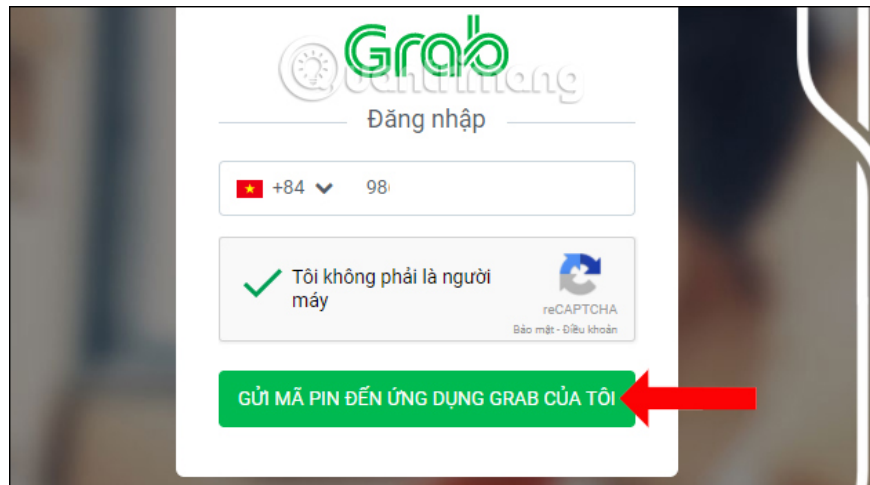 Grab
Quantrimang
Đăng nhập
+84 98
Tôi không phải là người
máy
reCAPTCHA
Bảo mật - Điều khoản
GỬI MÃ PIN ĐẾN ỨNG DỤNG GRAB CỦA TÔI